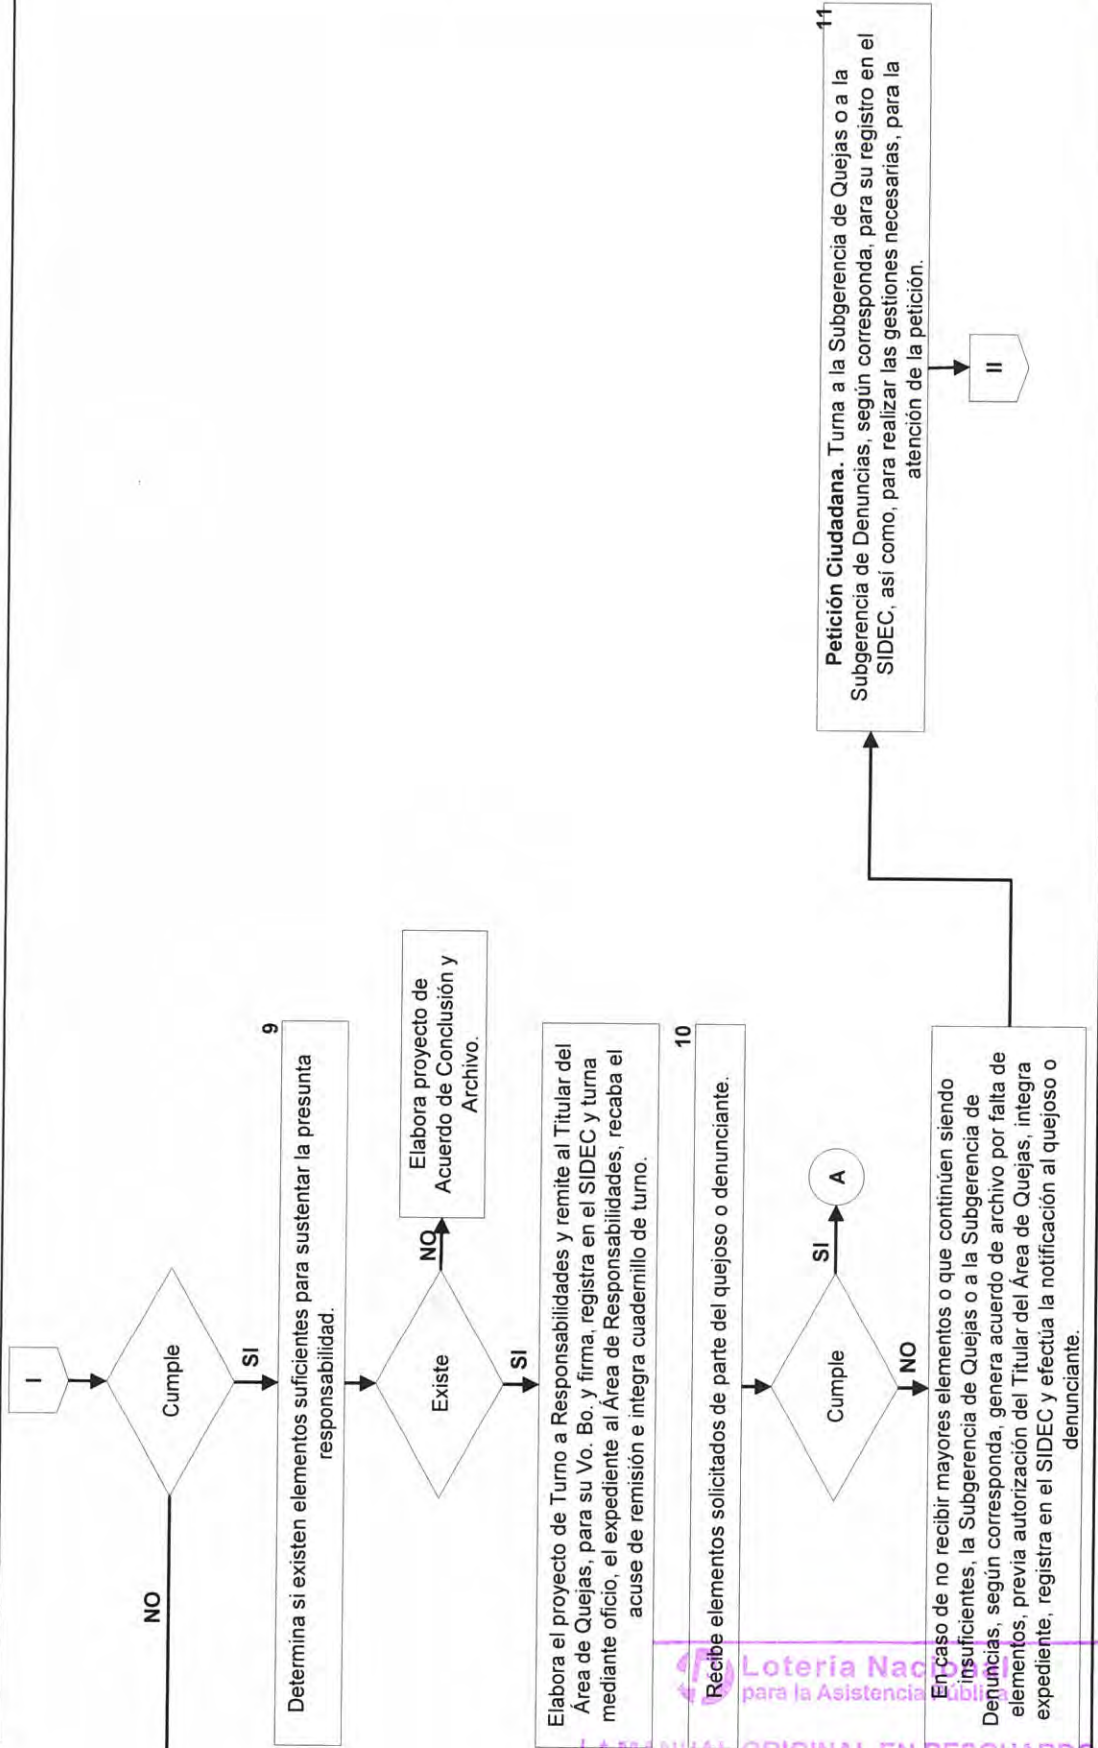 I
Cumple
NO
SI
9
Determina si existen elementos suficientes para sustentar la presunta
responsabilidad.
Existe
NO
Elabora proyecto de
Acuerdo de Conclusión y
Archivo.
SI
Elabora el proyecto de Turno a Responsabilidades y remite al Titular del
Área de Quejas, para su Vo. Bo. y firma, registra en el SIDEC y turna
mediante oficio, el expediente al Área de Responsabilidades, recaba el
acuse de remisión e integra cuadernillo de turno.
10
Recibe elementos solicitados de parte del quejoso o denunciante.
Cumple
SI
A
NO
En caso de no recibir mayores elementos o que continúen siendo
insuficientes, la Subgerencia de Quejas o a la Subgerencia de
Denuncias, según corresponda, genera acuerdo de archivo por falta de
elementos, previa autorización del Titular del Área de Quejas, integra
expediente, registra en el SIDEC y efectúa la notificación al quejoso o
denunciante.
11
Petición Ciudadana. Turna a la Subgerencia de Quejas o a la
Subgerencia de Denuncias, según corresponda, para su registro en el
SIDEC, así como, para realizar las gestiones necesarias, para la
atención de la petición.
II
Lotería Nacional
para la Asistencia Pública